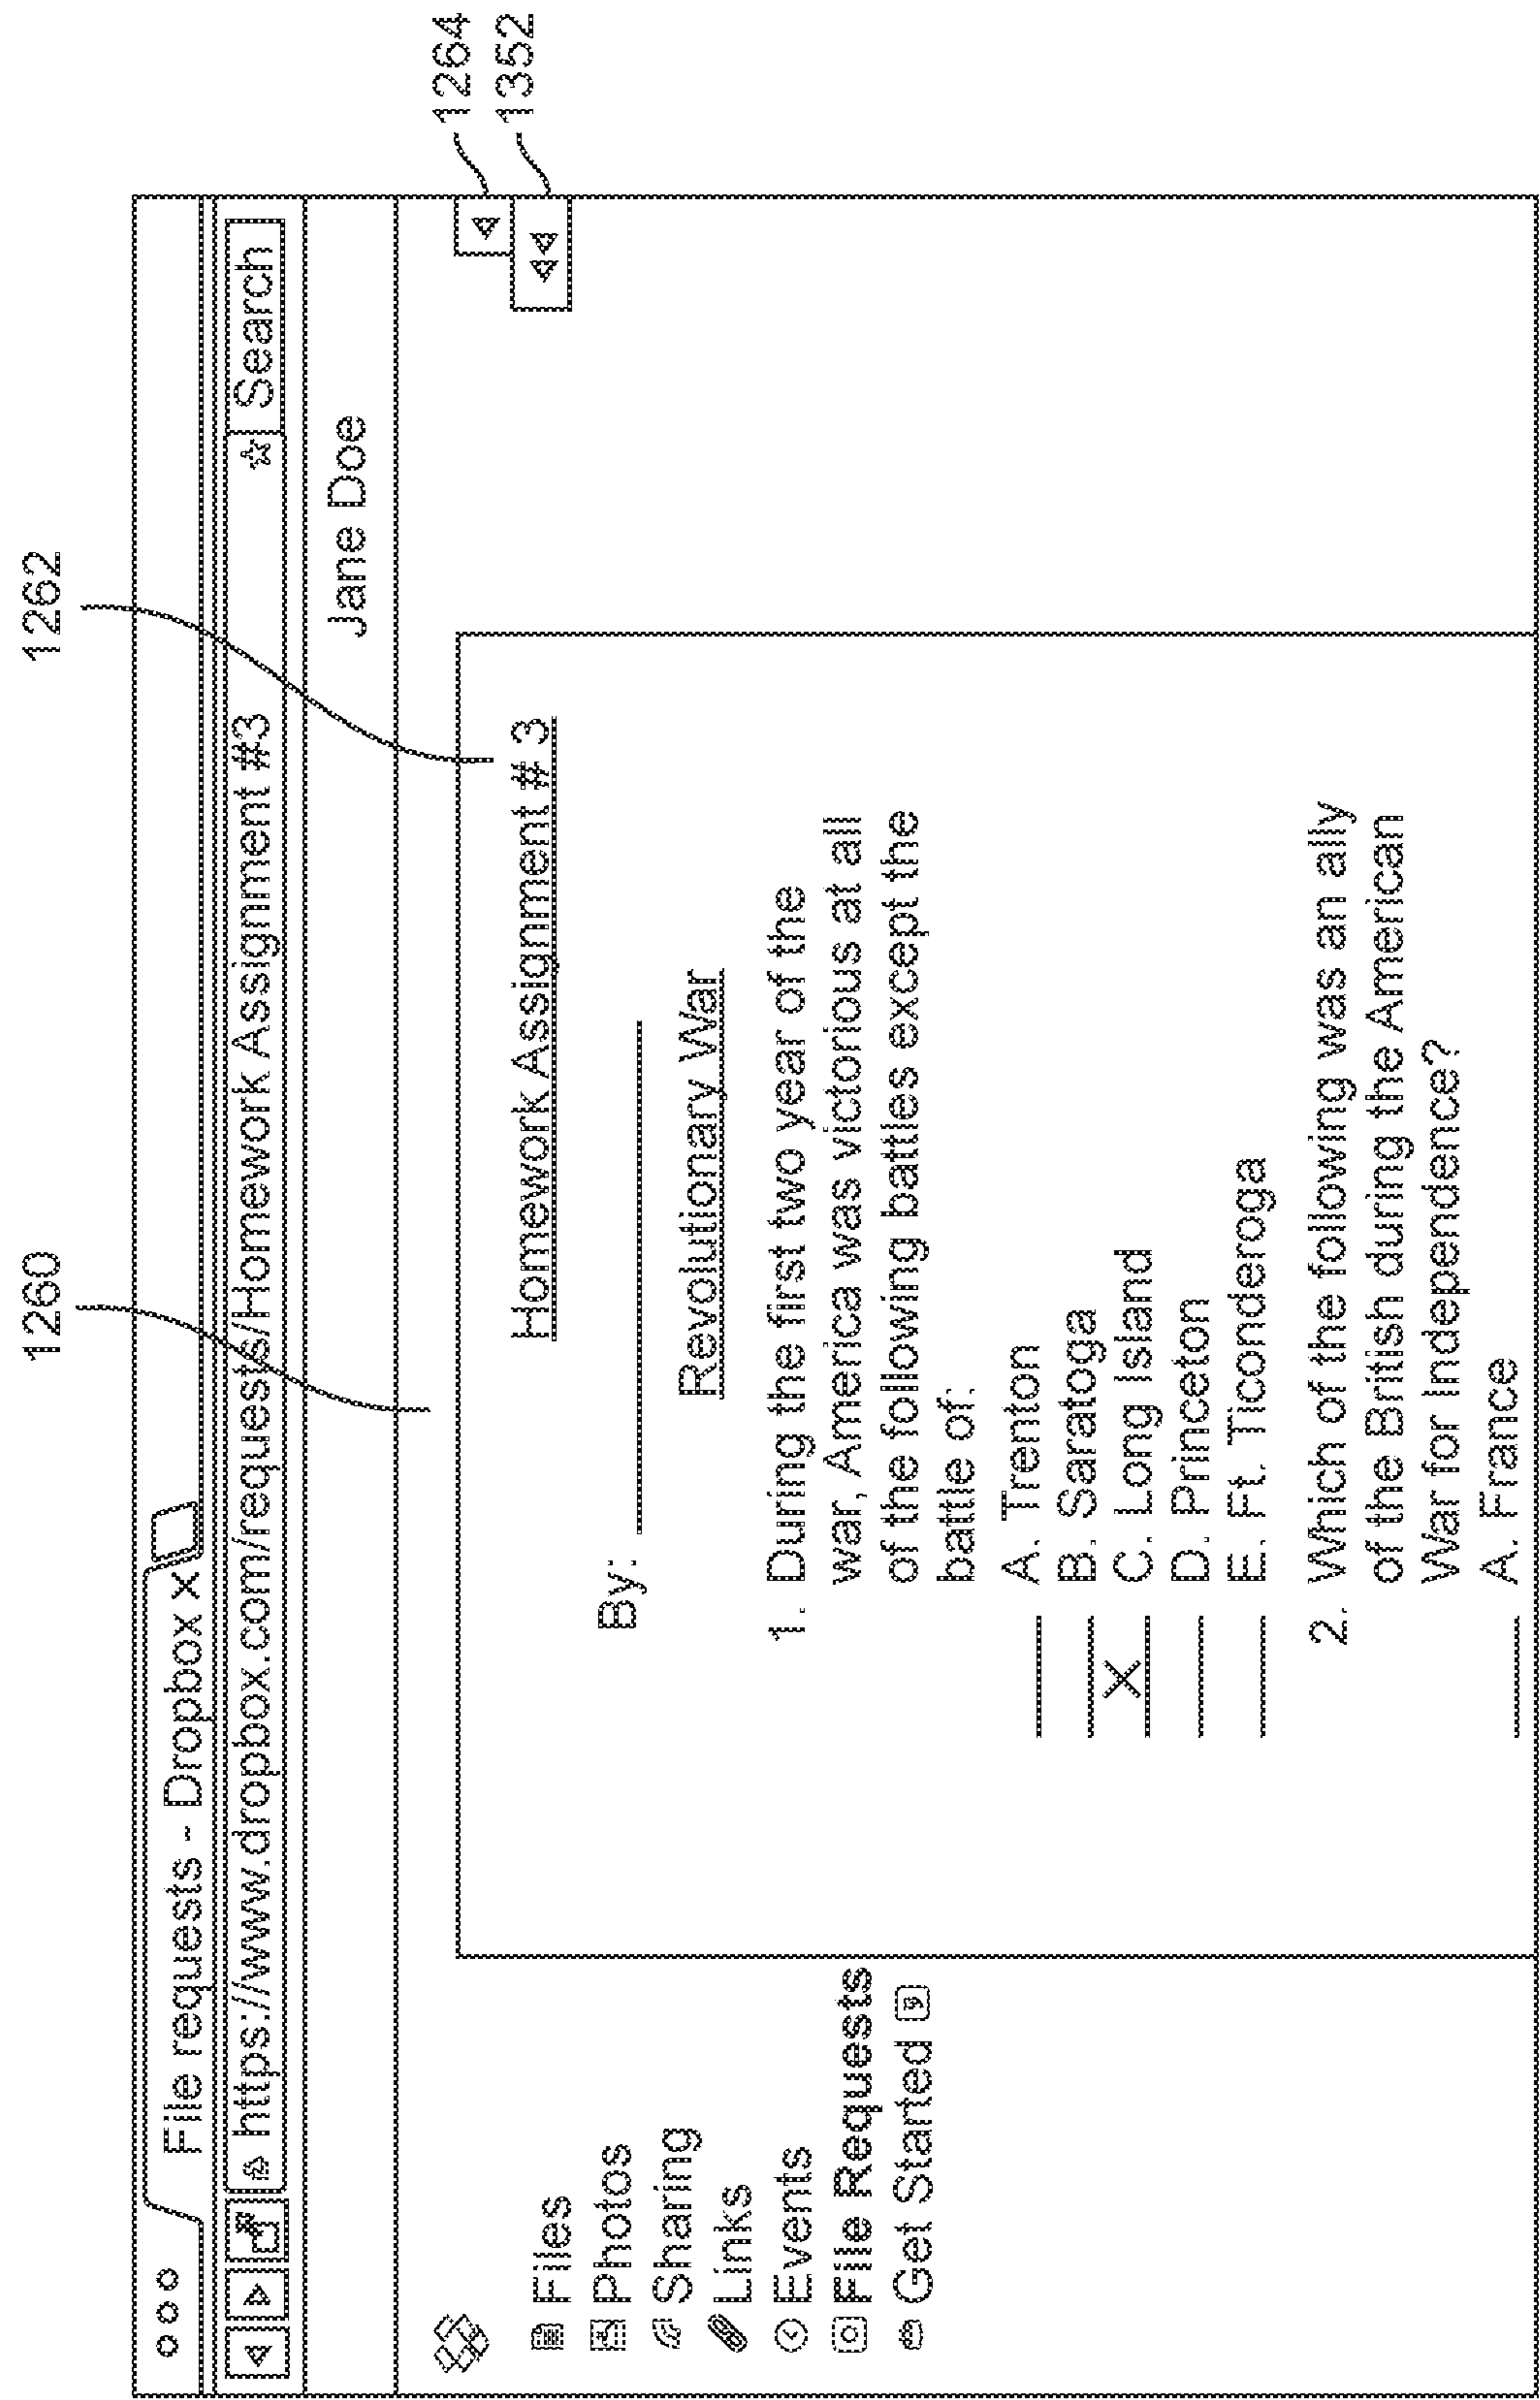 1260
1262
File requests - Dropbox x
https://www.dropbox.com/requests/Homework Assignment #3
Search
Jane Doe
1264
1352
Files
Photos
Sharing
Links
Events
File Requests
Get Started
Homework Assignment # 3
By:
Revolutionary War
1. During the first two year of the
war, America was victorious at all
of the following battles except the
battle of:
A. Trenton
B. Saratoga
X C. Long Island
D. Princeton
E. Ft. Ticonderoga
2. Which of the following was an ally
of the British during the American
War for Independence?
A. France